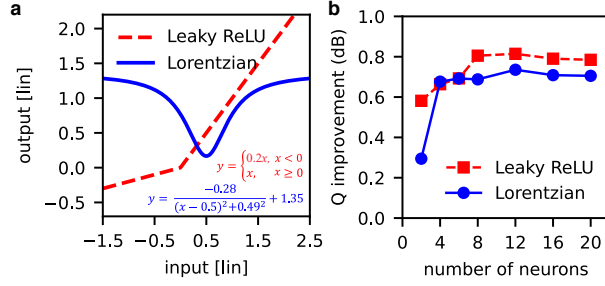 a
Leaky ReLU
Lorentzian
2.0
1.5
1.0
0.5
0.0
−0.5
output [lin]
y = {0.2x, x < 0
x, x ≥ 0
y = −0.28 / ((x − 0.5)²+0.49²) + 1.35
−1.5 −0.5 0.5 1.5 2.5
input [lin]
b
1.0
0.8
0.6
0.4
0.2
0.0
Q improvement (dB)
Leaky ReLU
Lorentzian
0 4 8 12 16 20
number of neurons